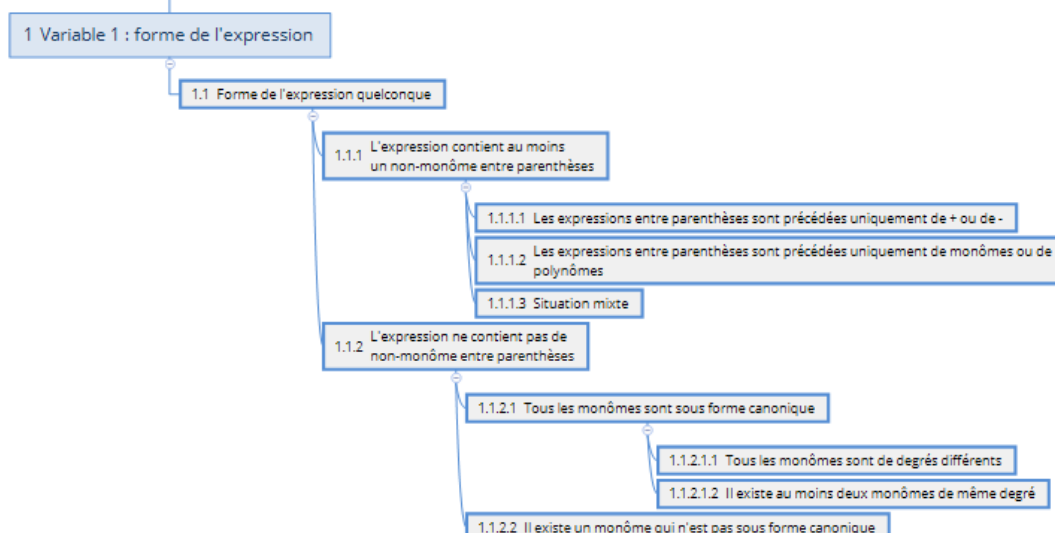 1 Variable 1 : forme de l'expression
1.1 Forme de l'expression quelconque
1.1.1 L'expression contient au moins
un non-monôme entre parenthèses
1.1.1.1 Les expressions entre parenthèses sont précédées uniquement de + ou de -
1.1.1.2 Les expressions entre parenthèses sont précédées uniquement de monômes ou de
polynômes
1.1.1.3 Situation mixte
1.1.2 L'expression ne contient pas de
non-monôme entre parenthèses
1.1.2.1 Tous les monômes sont sous forme canonique
1.1.2.1.1 Tous les monômes sont de degrés différents
1.1.2.1.2 Il existe au moins deux monômes de même degré
1.1.2.2 Il existe un monôme qui n'est pas sous forme canonique